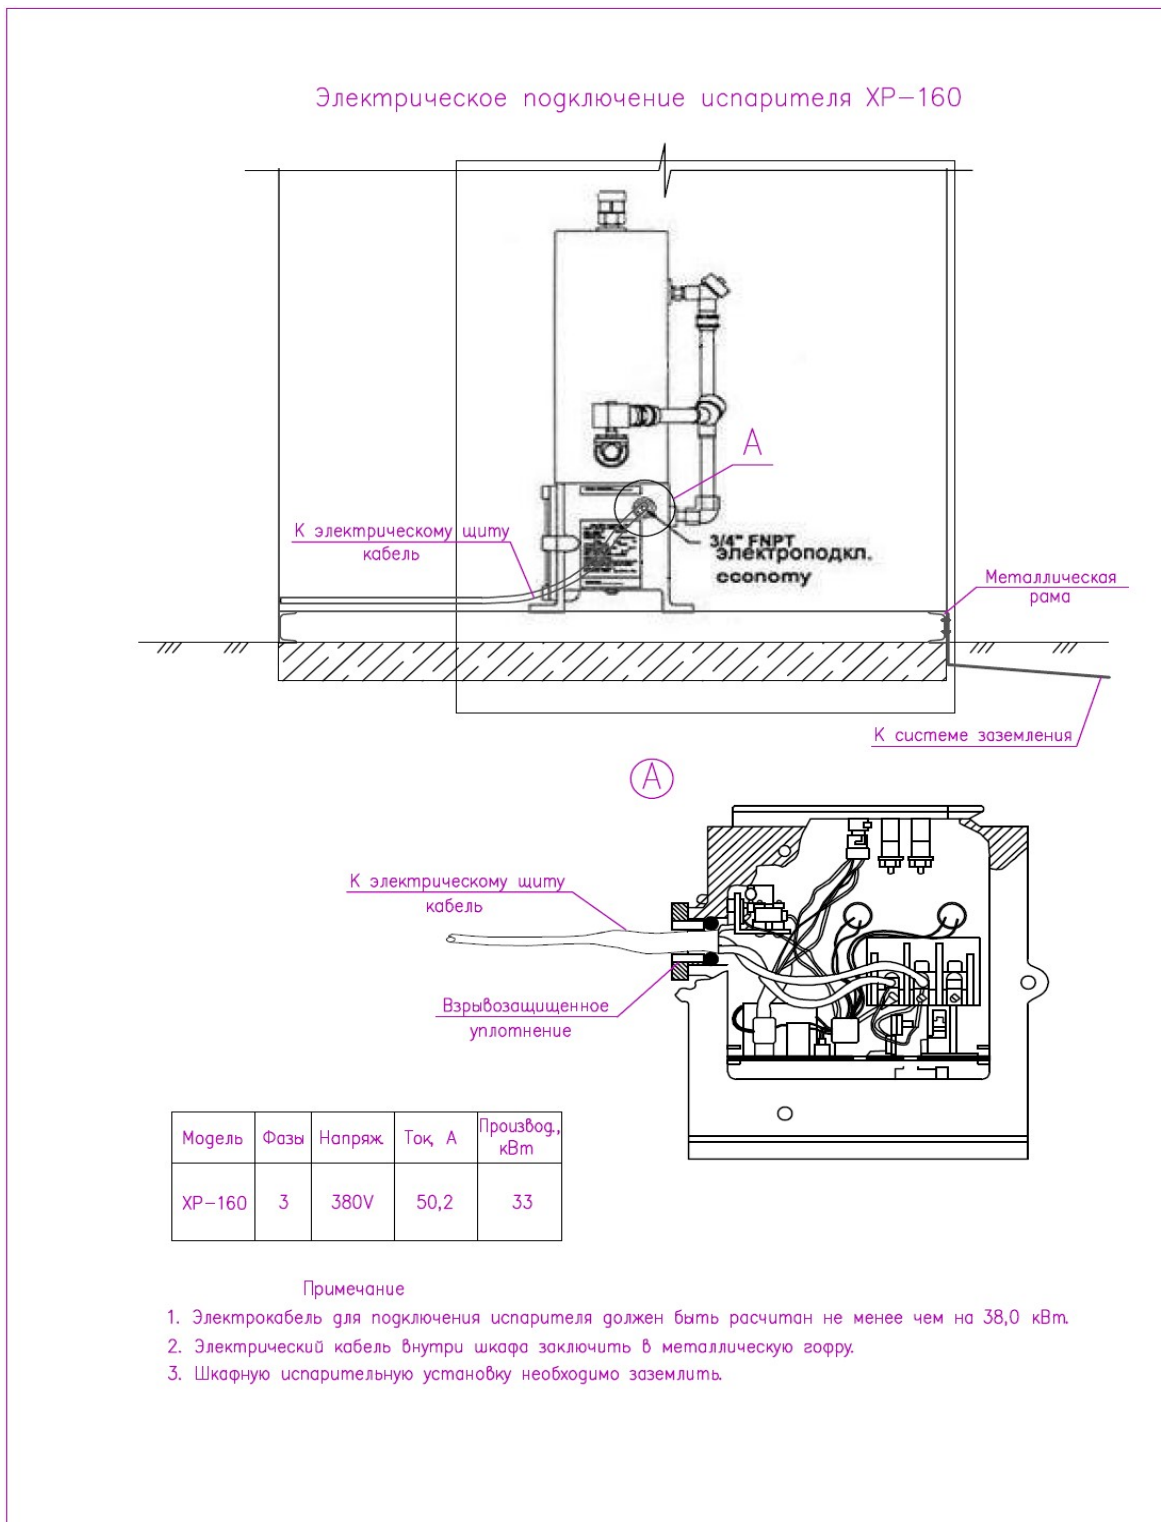 Электрическое подключение испарителя ХР-160
А
К электрическому щиту
кабель
3/4" FNPT
электроподкл.
economy
Металлическая
рама
К системе заземления
А
К электрическому щиту
кабель
Взрывозащищенное
уплотнение
Модель Фазы Напряж. Ток, А Производ., кВт
ХР-160 3 380V 50,2 33
Примечание
1. Электрокабель для подключения испарителя должен быть расчитан не менее чем на 38,0 кВт.
2. Электрический кабель внутри шкафа заключить в металлическую гофру.
3. Шкафную испарительную установку необходимо заземлить.